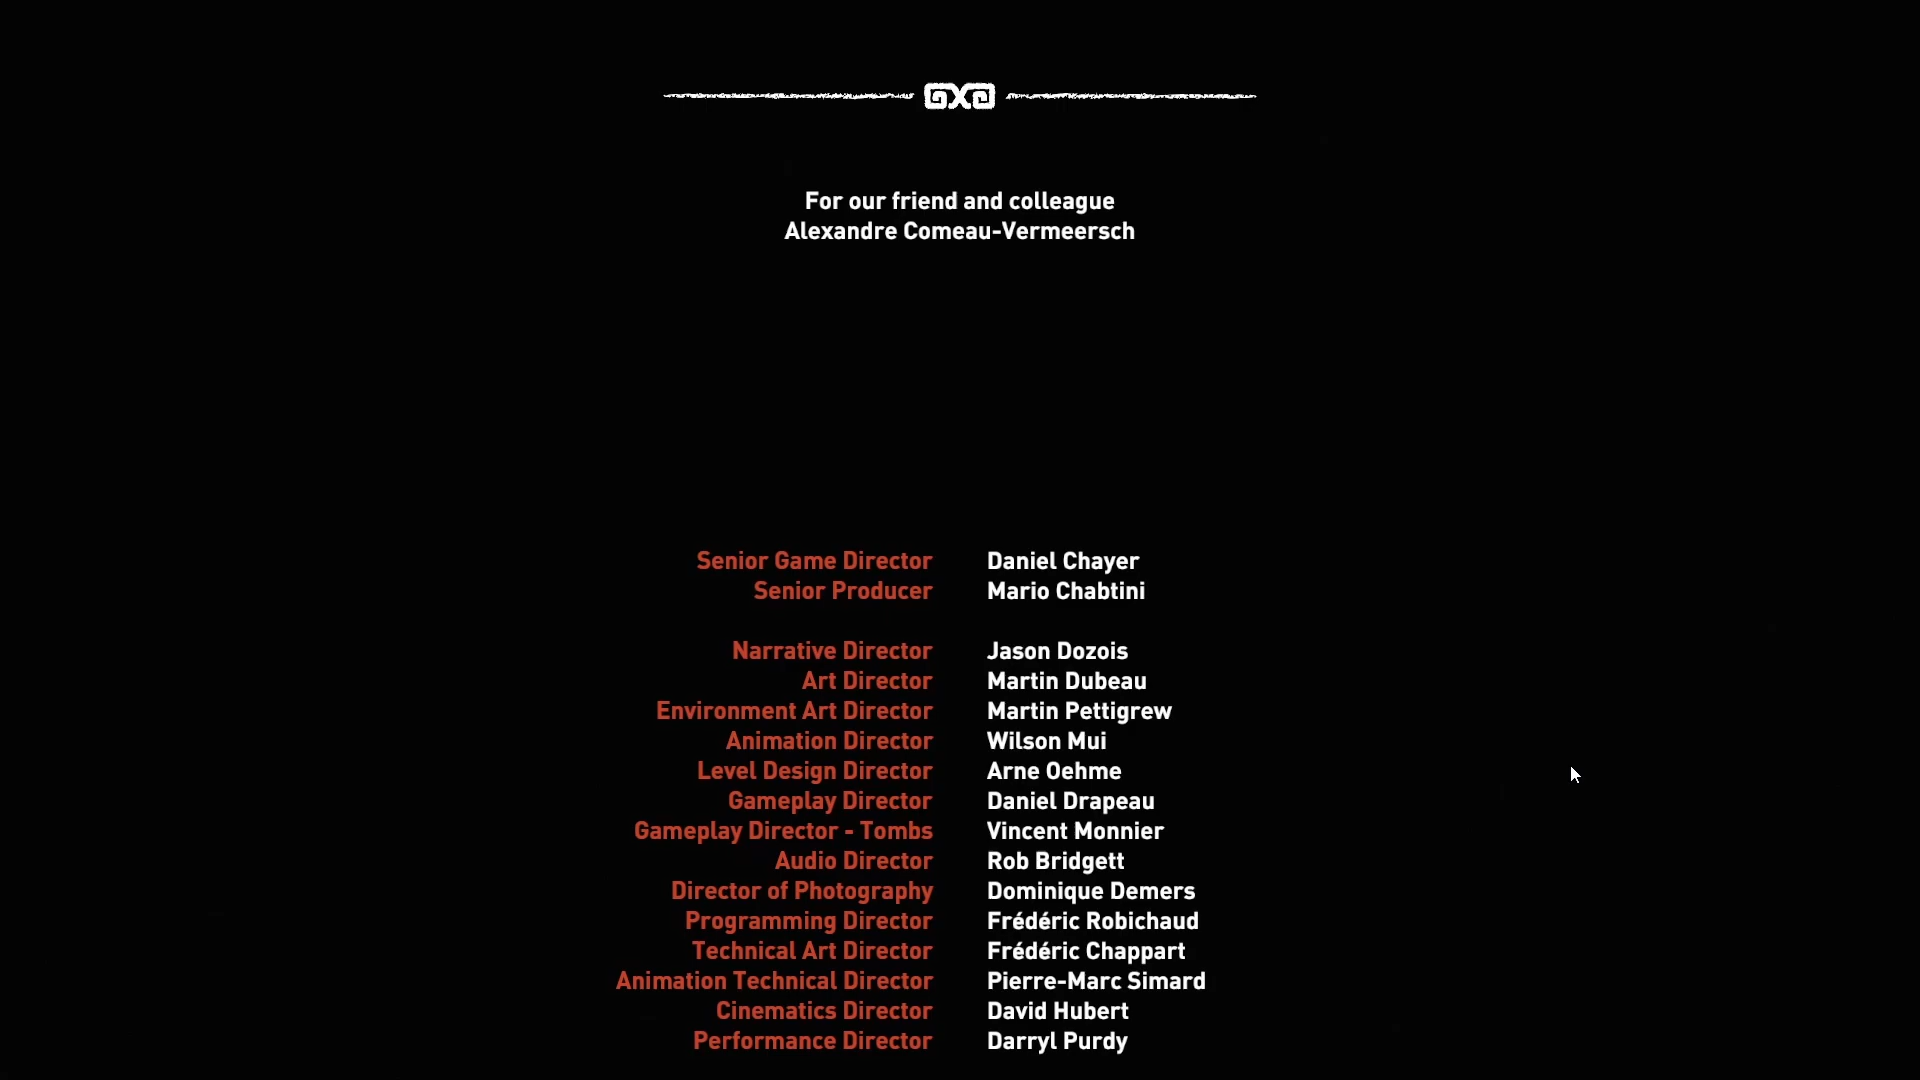 For our friend and colleague
Alexandre Comeau-Vermeersch
Senior Game Director Daniel Chayer
Senior Producer Mario Chabtini
Narrative Director Jason Dozois
Art Director Martin Dubeau
Environment Art Director Martin Pettigrew
Animation Director Wilson Mui
Level Design Director Arne Oehme
Gameplay Director Daniel Drapeau
Gameplay Director - Tombs Vincent Monnier
Audio Director Rob Bridgett
Director of Photography Dominique Demers
Programming Director Frédéric Robichaud
Technical Art Director Frédéric Chappart
Animation Technical Director Pierre-Marc Simard
Cinematics Director David Hubert
Performance Director Darryl Purdy